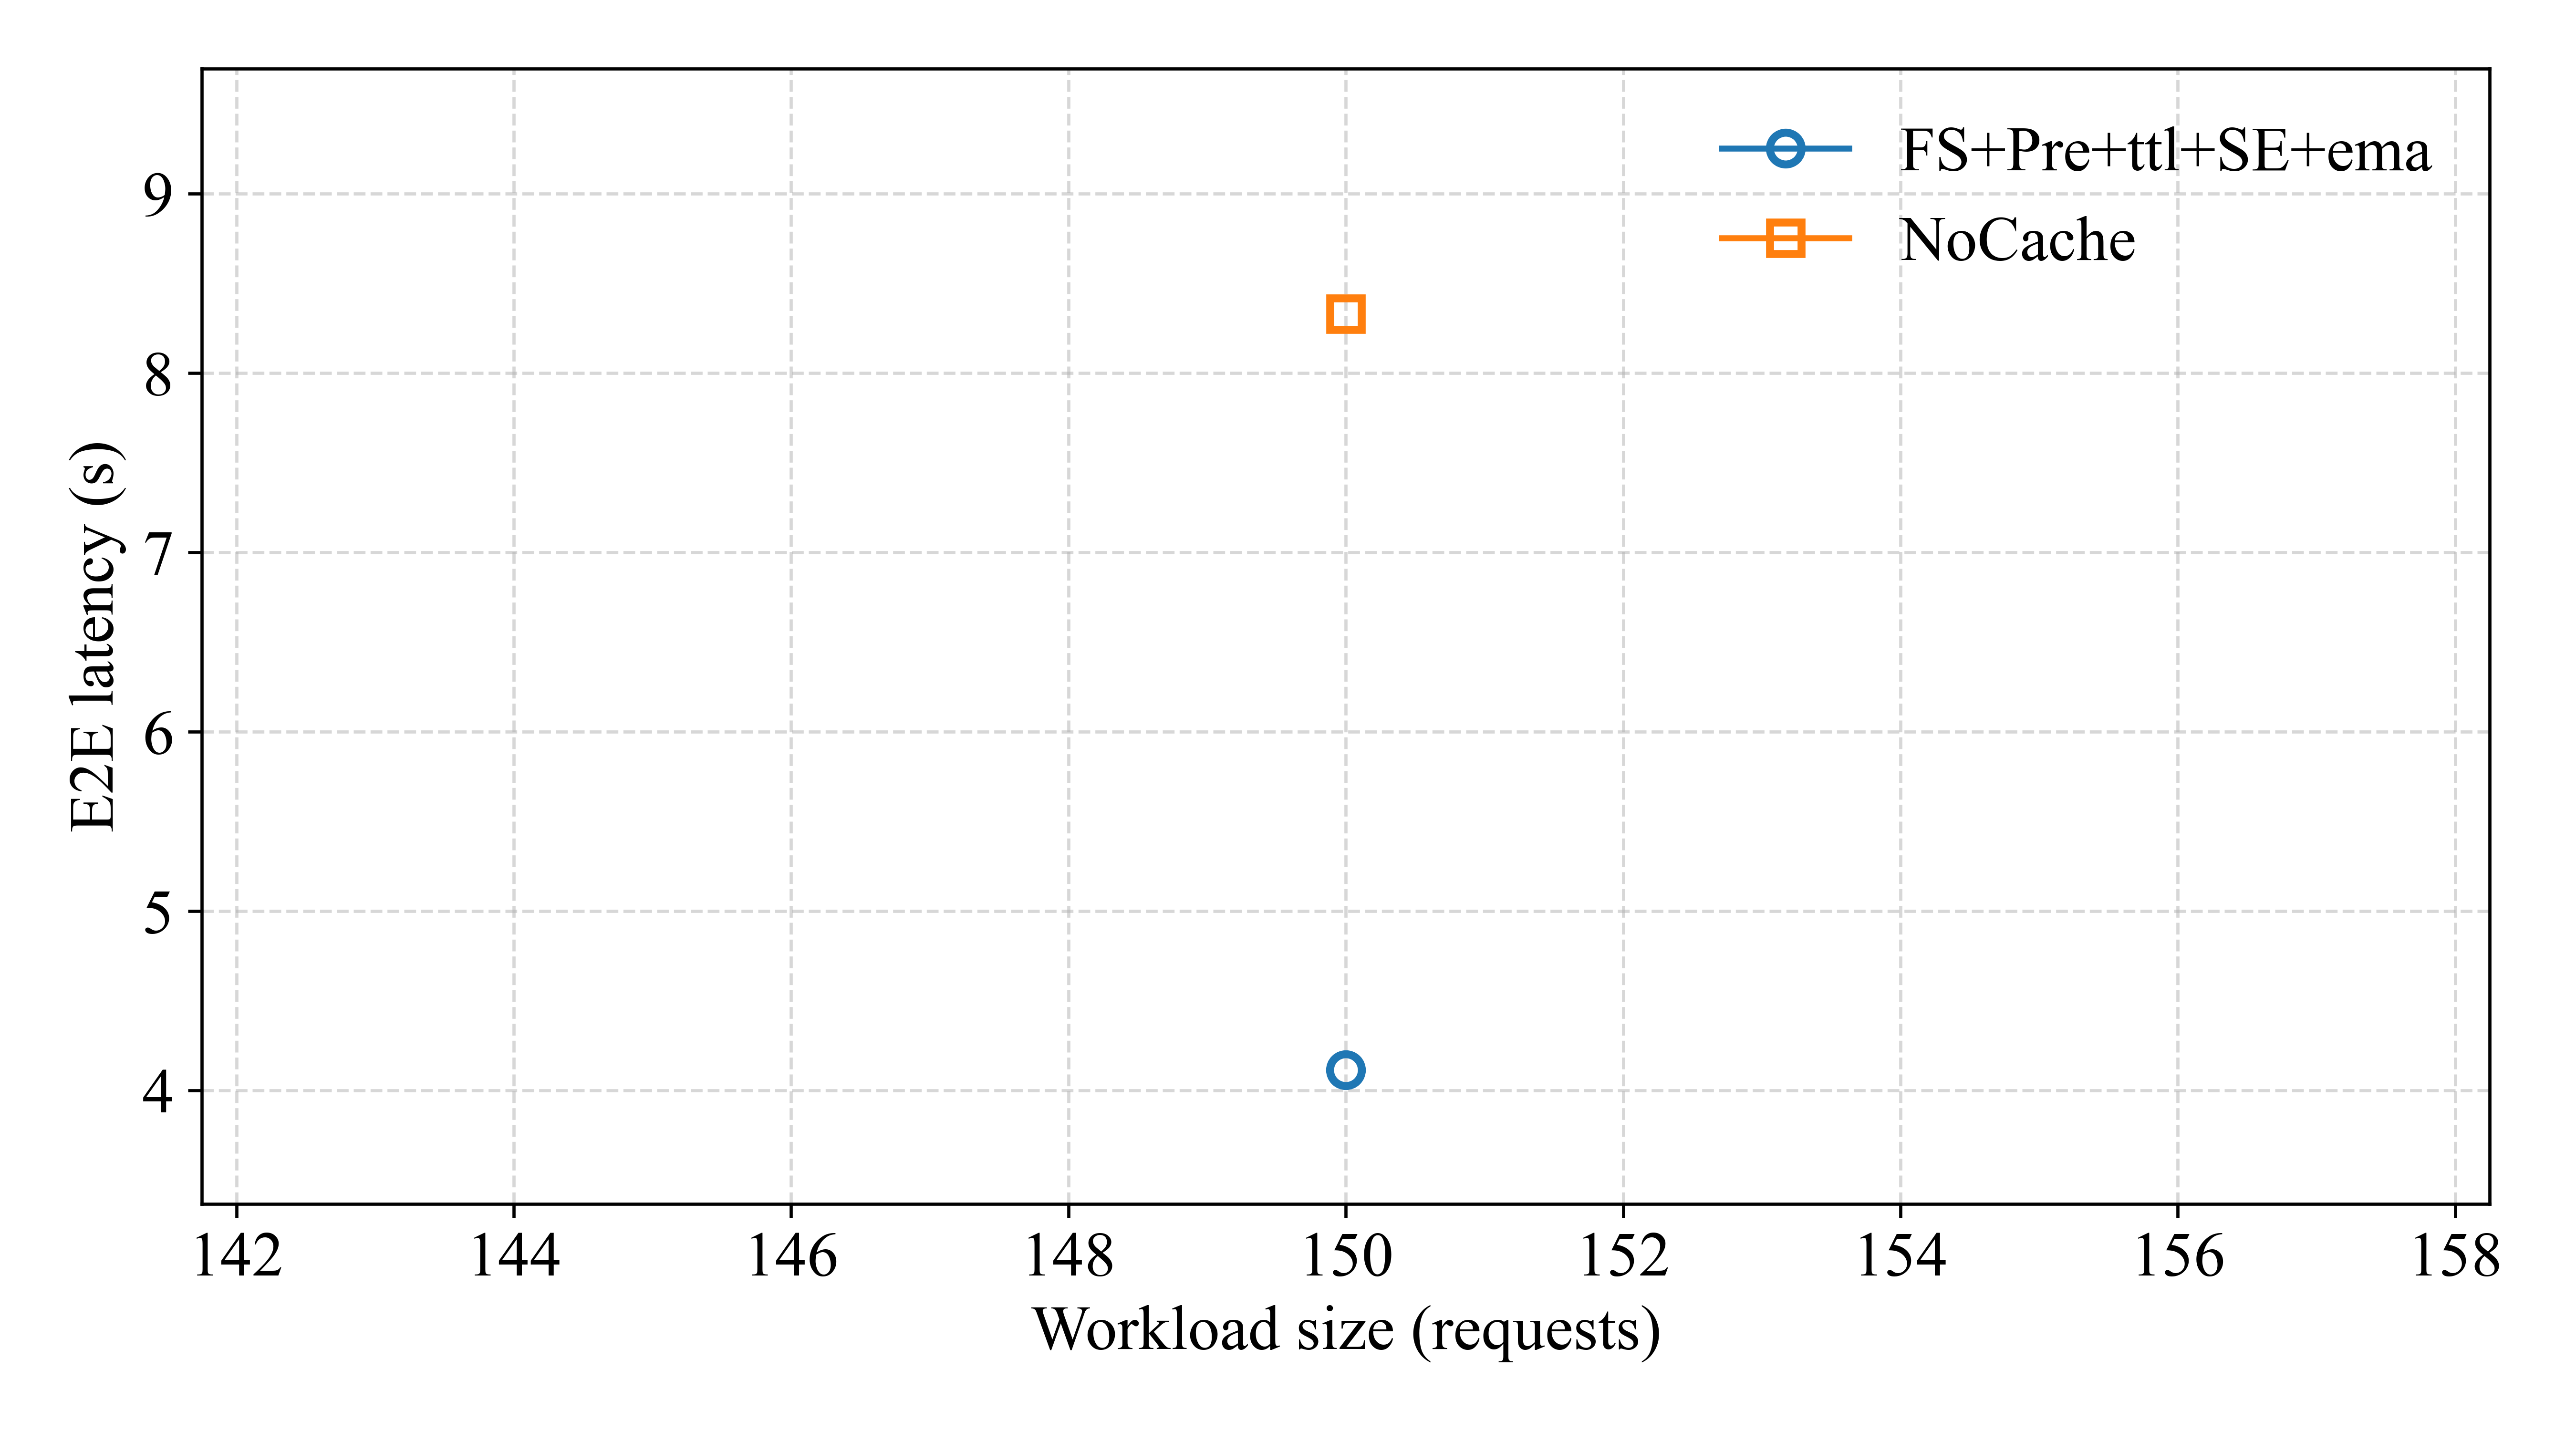 FS+Pre+ttl+SE+ema
NoCache
E2E latency (s)
9
8
7
6
5
4
142 144 146 148 150 152 154 156 158
Workload size (requests)